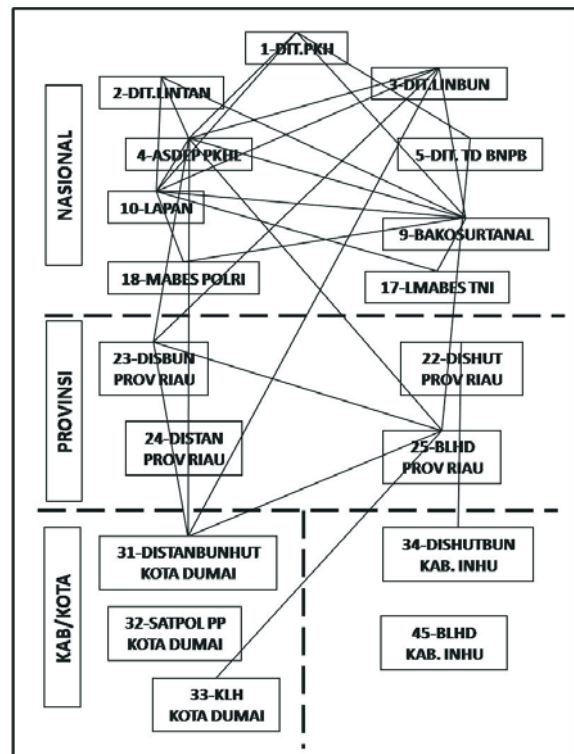 1-DIT.PKH
2-DIT.LINTAN
3-DIT.LINBUN
NASIONAL
4-ASDEP PKHL
5-DIT. TD BNPB
10-LAPAN
9-BAKOSURTANAL
18-MABES POLRI
17-LMABES TNI
PROVINSI
23-DISBUN
PROV RIAU
22-DISHUT
PROV RIAU
24-DISTAN
PROV RIAU
25-BLHD
PROV RIAU
KAB/KOTA
31-DISTANBUNHUT
KOTA DUMAI
34-DISHUTBUN
KAB. INHU
32-SATPOL PP
KOTA DUMAI
45-BLHD
KAB. INHU
33-KLH
KOTA DUMAI